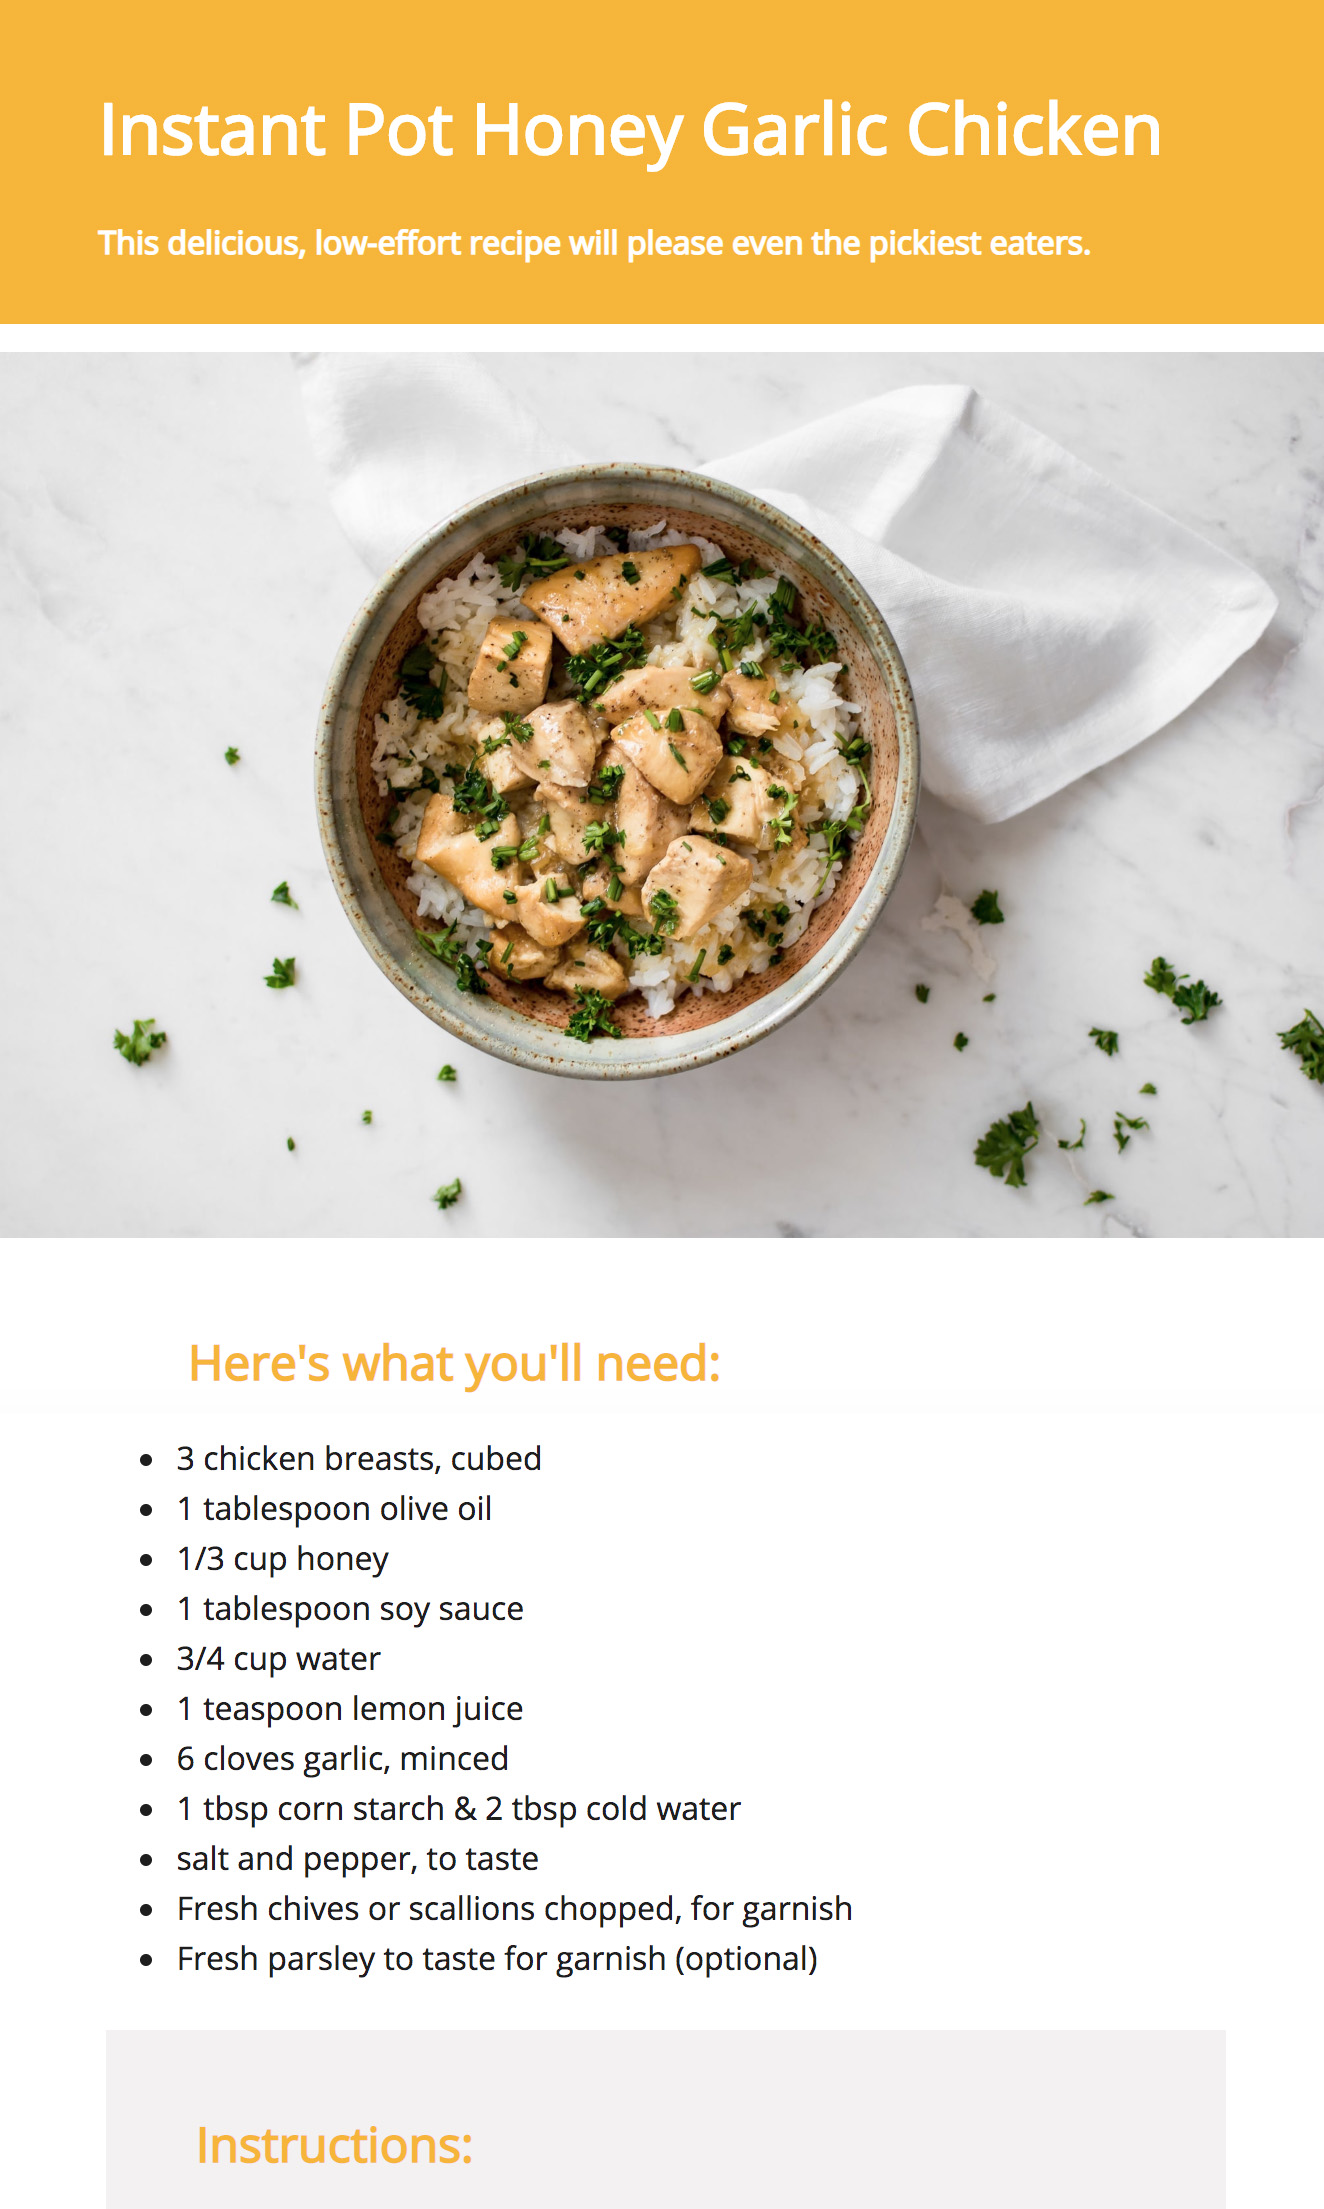 Instant Pot Honey Garlic Chicken
This delicious, low-effort recipe will please even the pickiest eaters.
Here's what you'll need:
• 3 chicken breasts, cubed
• 1 tablespoon olive oil
• 1/3 cup honey
• 1 tablespoon soy sauce
• 3/4 cup water
• 1 teaspoon lemon juice
• 6 cloves garlic, minced
• 1 tbsp corn starch & 2 tbsp cold water
• salt and pepper, to taste
• Fresh chives or scallions chopped, for garnish
• Fresh parsley to taste for garnish (optional)
Instructions: